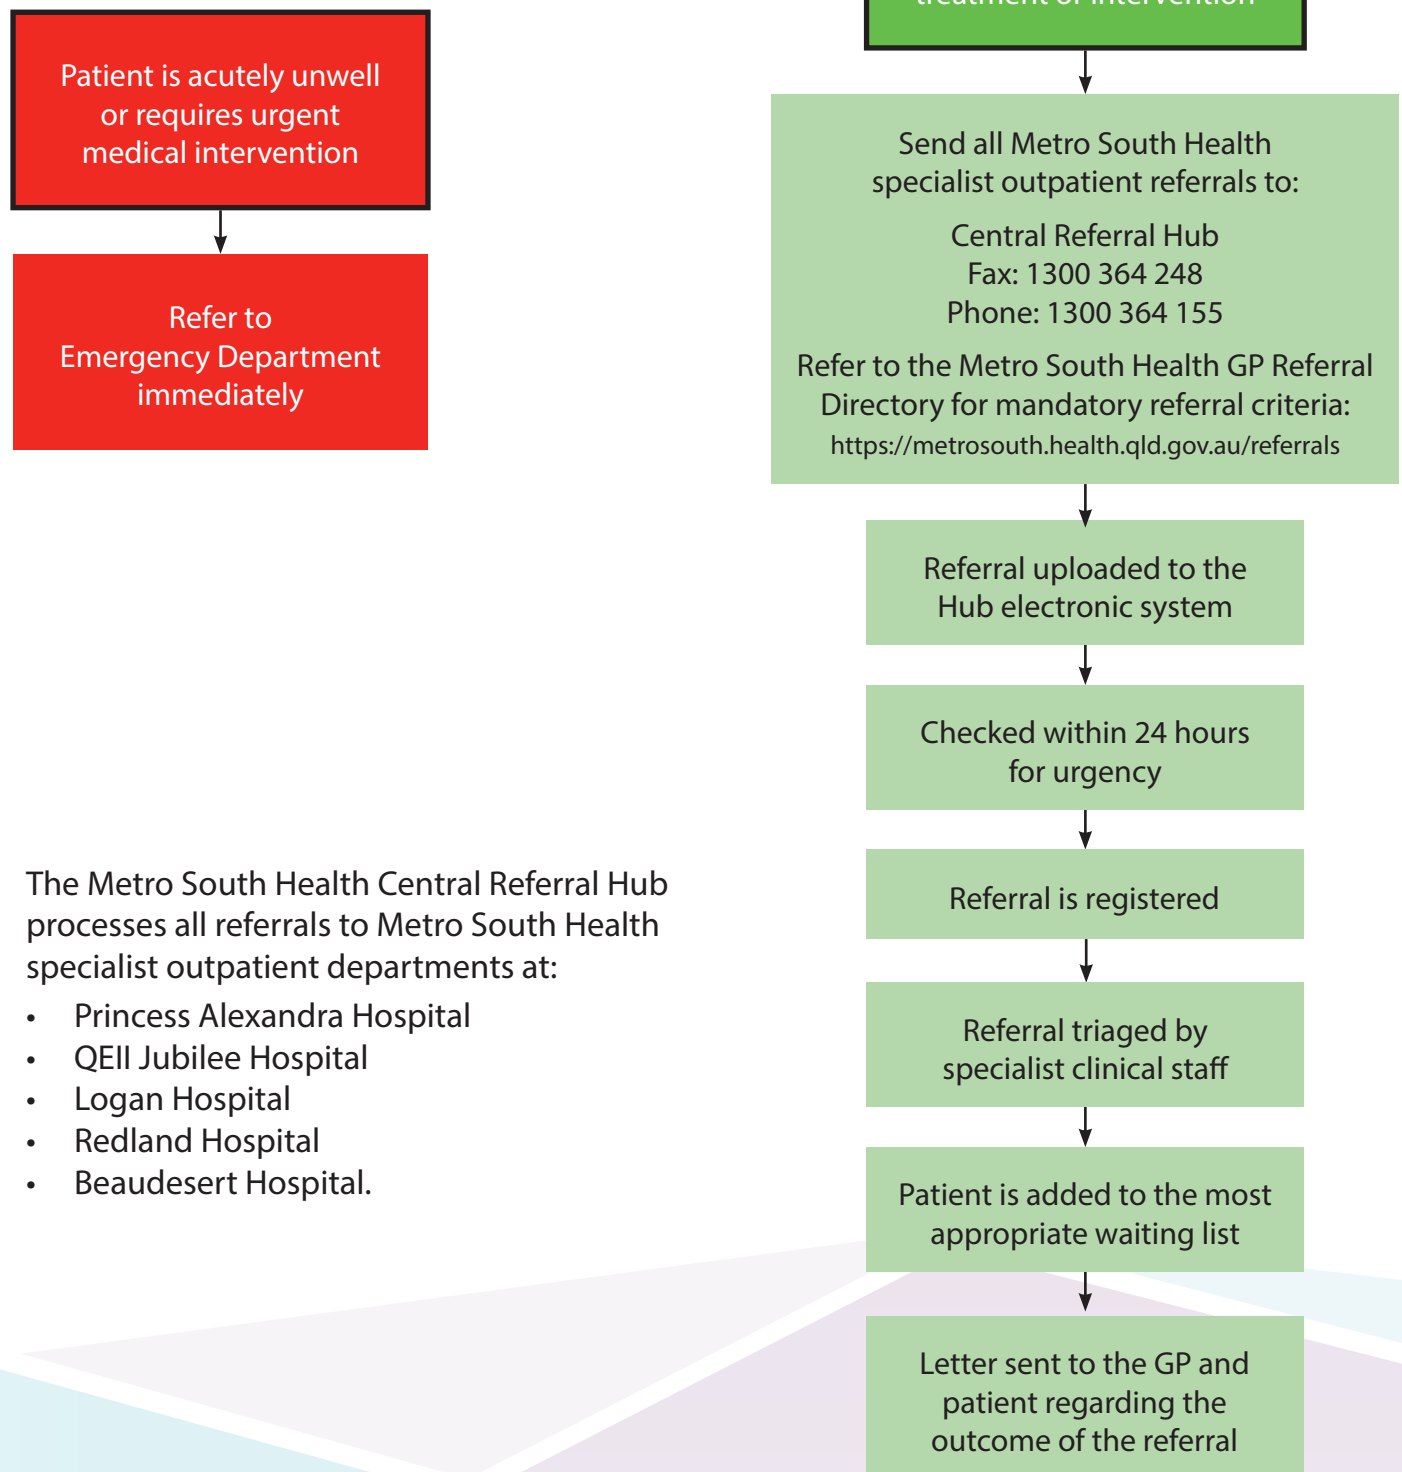 Patient is acutely unwell
or requires urgent
medical intervention
Refer to
Emergency Department
immediately
The Metro South Health Central Referral Hub
processes all referrals to Metro South Health
specialist outpatient departments at:
• Princess Alexandra Hospital
• QEII Jubilee Hospital
• Logan Hospital
• Redland Hospital
• Beaudesert Hospital.
treatment or intervention
Send all Metro South Health
specialist outpatient referrals to:
Central Referral Hub
Fax: 1300 364 248
Phone: 1300 364 155
Refer to the Metro South Health GP Referral
Directory for mandatory referral criteria:
https://metrosouth.health.qld.gov.au/referrals
Referral uploaded to the
Hub electronic system
Checked within 24 hours
for urgency
Referral is registered
Referral triaged by
specialist clinical staff
Patient is added to the most
appropriate waiting list
Letter sent to the GP and
patient regarding the
outcome of the referral